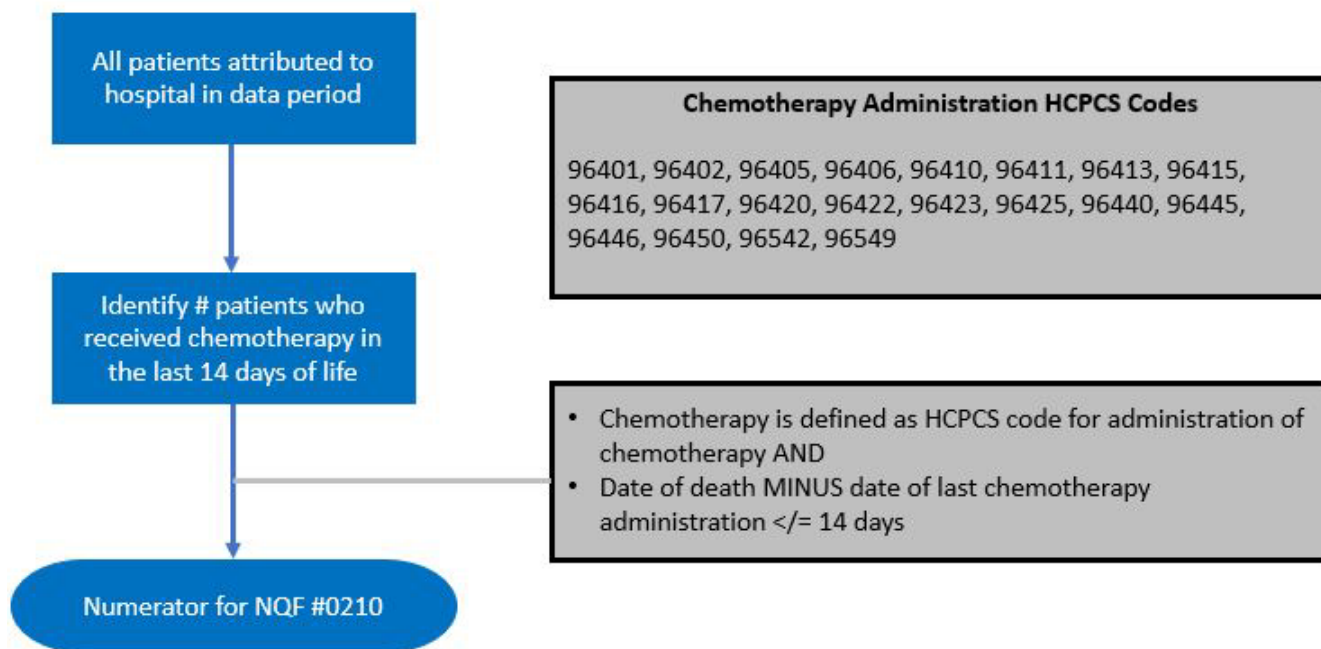 All patients attributed to
hospital in data period
Chemotherapy Administration HCPCS Codes
96401, 96402, 96405, 96406, 96410, 96411, 96413, 96415,
96416, 96417, 96420, 96422, 96423, 96425, 96440, 96445,
96446, 96450, 96542, 96549
Identify # patients who
received chemotherapy in
the last 14 days of life
• Chemotherapy is defined as HCPCS code for administration of
chemotherapy AND
• Date of death MINUS date of last chemotherapy
administration </= 14 days
Numerator for NQF #0210